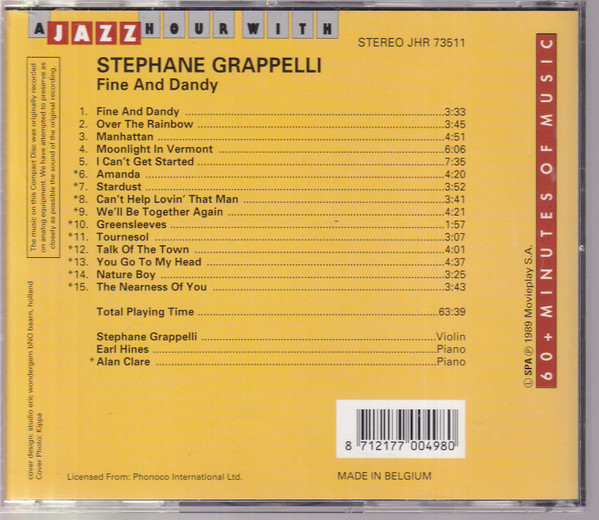 A JAZZ HOUR WITH
STEREO JHR 73511
STEPHANE GRAPPELLI
Fine And Dandy
1. Fine And Dandy 3:33
2. Over The Rainbow 3:45
3. Manhattan 4:51
4. Moonlight In Vermont 6:06
5. I Can't Get Started 7:35
*6. Amanda 4:20
*7. Stardust 3:52
*8. Can't Help Lovin' That Man 3:41
*9. We'll Be Together Again 4:21
*10. Greensleeves 1:57
*11. Tournesol 3:07
*12. Talk Of The Town 4:01
*13. You Go To My Head 4:37
*14. Nature Boy 3:25
*15. The Nearness Of You 3:43
Total Playing Time 63:39
Stephane Grappelli Violin
Earl Hines Piano
*Alan Clare Piano
8 712177 004980
Licensed From: Phonoco International Ltd.
MADE IN BELGIUM
The music on this Compact Disc was originally recorded
on analog equipment. We have attempted to preserve as
closely as possible the sound of the original recording.
cover design: studio eric wondergem bNO baarn, holland
Cover Photo: Kippa
60+ MINUTES OF MUSIC
Ⓛ SPA ℗ 1989 Movieplay S.A.